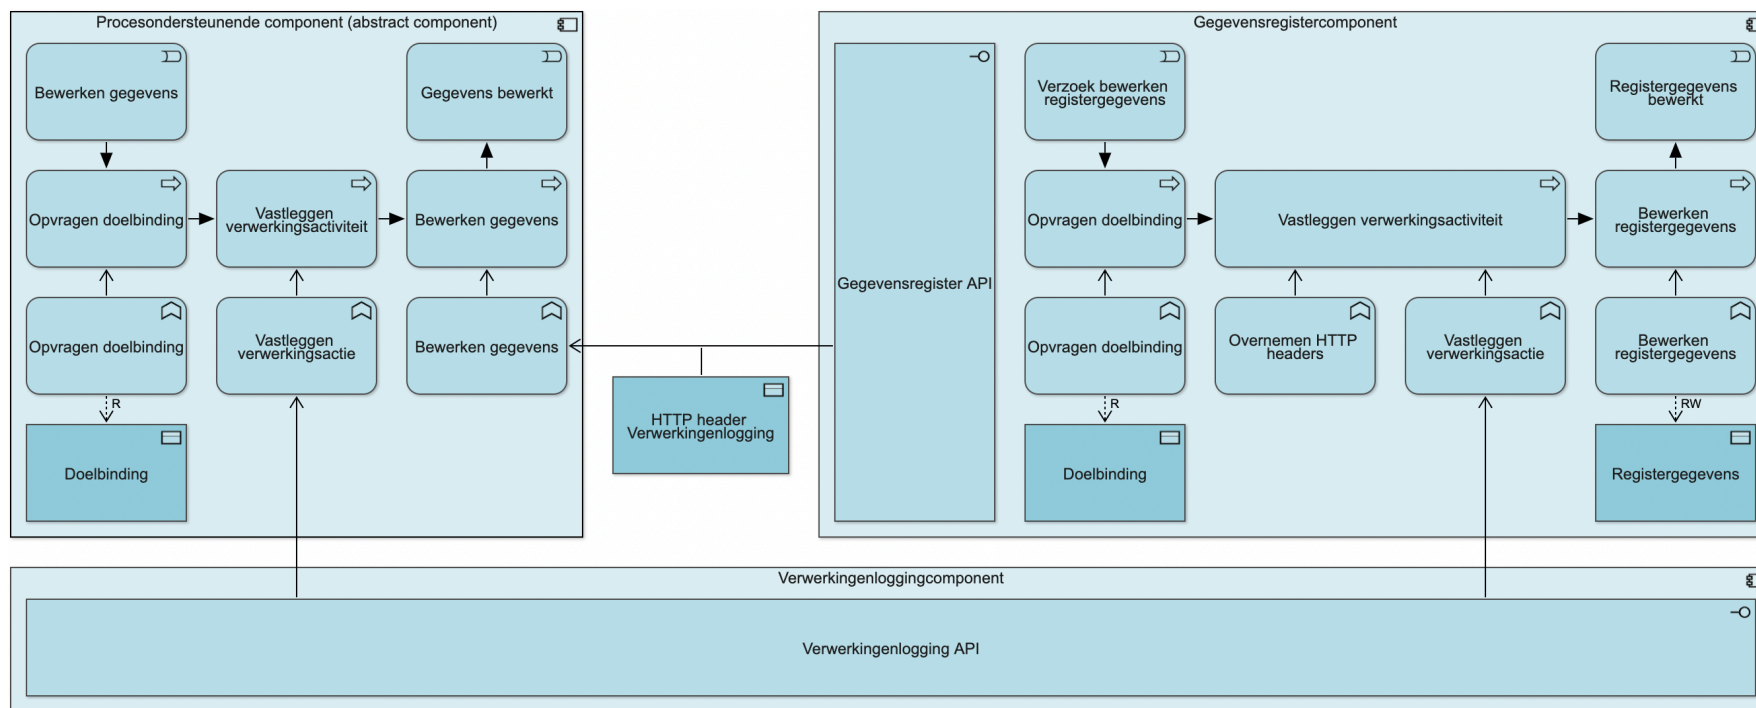 Procesondersteunende component (abstract component)
Bewerken gegevens
Gegevens bewerkt
Opvragen doelbinding
Vastleggen
verwerkingsactiviteit
Bewerken gegevens
Opvragen doelbinding
Vastleggen
verwerkingsactie
Bewerken gegevens
R
Doelbinding
HTTP header
Verwerkingenlogging
Gegevensregistercomponent
Gegevensregister API
Verzoek bewerken
registergegevens
Registergegevens
bewerkt
Opvragen doelbinding
Vastleggen verwerkingsactiviteit
Bewerken
registergegevens
Opvragen doelbinding
Overnemen HTTP
headers
Vastleggen
verwerkingsactie
Bewerken
registergegevens
R
RW
Doelbinding
Registergegevens
Verwerkingenloggingcomponent
Verwerkingenlogging API